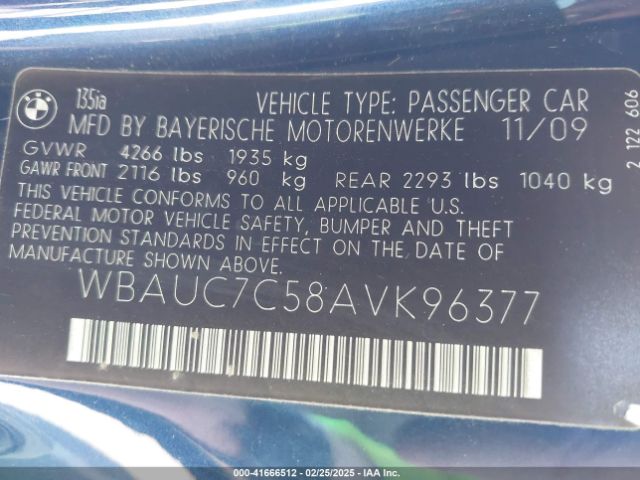 BMW
135ia
VEHICLE TYPE: PASSENGER CAR
MFD BY BAYERISCHE MOTORENWERKE 11/09
GVWR 4266 lbs 1935 kg
GAWR FRONT 2116 lbs 960 kg REAR 2293 lbs 1040 kg
THIS VEHICLE CONFORMS TO ALL APPLICABLE U.S.
FEDERAL MOTOR VEHICLE SAFETY, BUMPER AND THEFT
PREVENTION STANDARDS IN EFFECT ON THE DATE OF
MANUFACTURE SHOWN ABOVE.
WBAUC7C58AVK96377
2 122 606
000-41666512 - 02/25/2025 - IAA Inc.